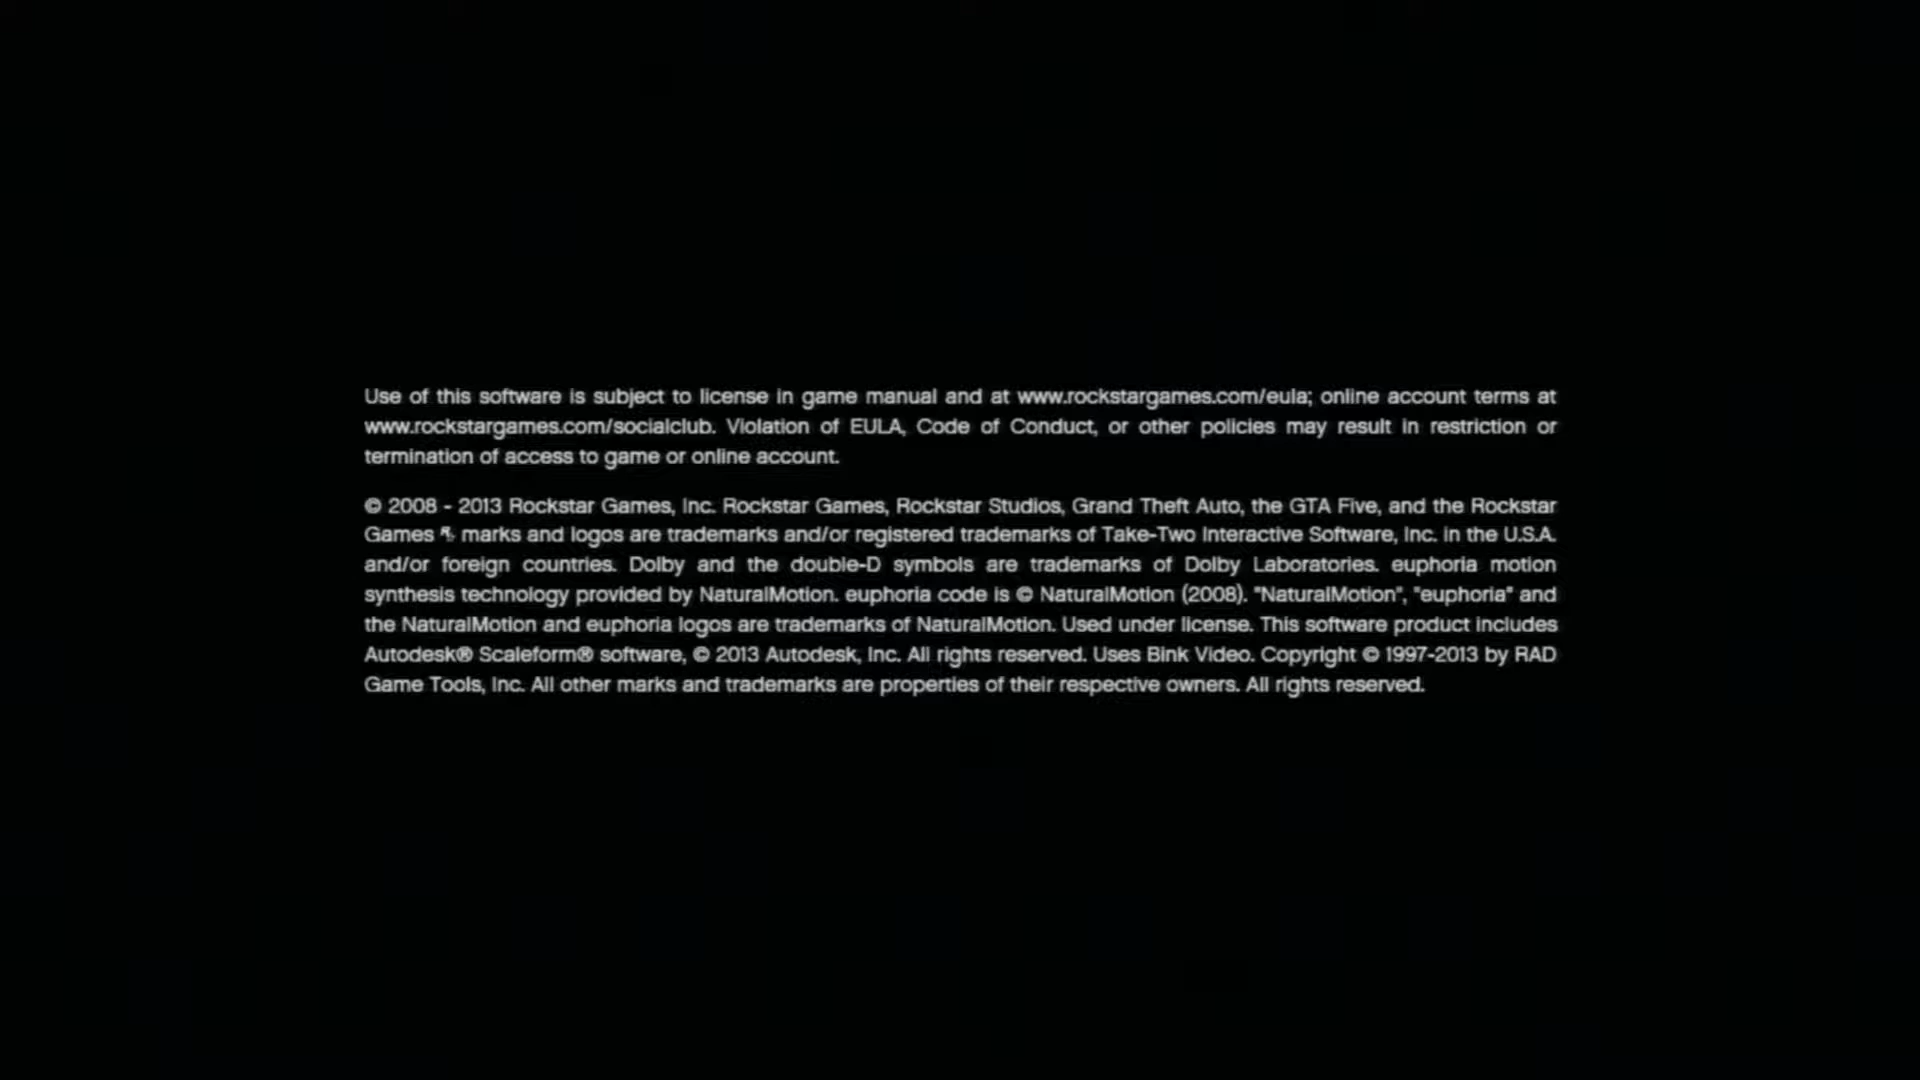 Use of this software is subject to license in game manual and at www.rockstargames.com/eula; online account terms at
www.rockstargames.com/socialclub. Violation of EULA, Code of Conduct, or other policies may result in restriction or
termination of access to game or online account.
© 2008 - 2013 Rockstar Games, Inc. Rockstar Games, Rockstar Studios, Grand Theft Auto, the GTA Five, and the Rockstar
Games R* marks and logos are trademarks and/or registered trademarks of Take-Two Interactive Software, Inc. in the U.S.A.
and/or foreign countries. Dolby and the double-D symbols are trademarks of Dolby Laboratories. euphoria motion
synthesis technology provided by NaturalMotion. euphoria code is © NaturalMotion (2008). "NaturalMotion", "euphoria" and
the NaturalMotion and euphoria logos are trademarks of NaturalMotion. Used under license. This software product includes
Autodesk® Scaleform® software, © 2013 Autodesk, Inc. All rights reserved. Uses Bink Video. Copyright © 1997-2013 by RAD
Game Tools, Inc. All other marks and trademarks are properties of their respective owners. All rights reserved.